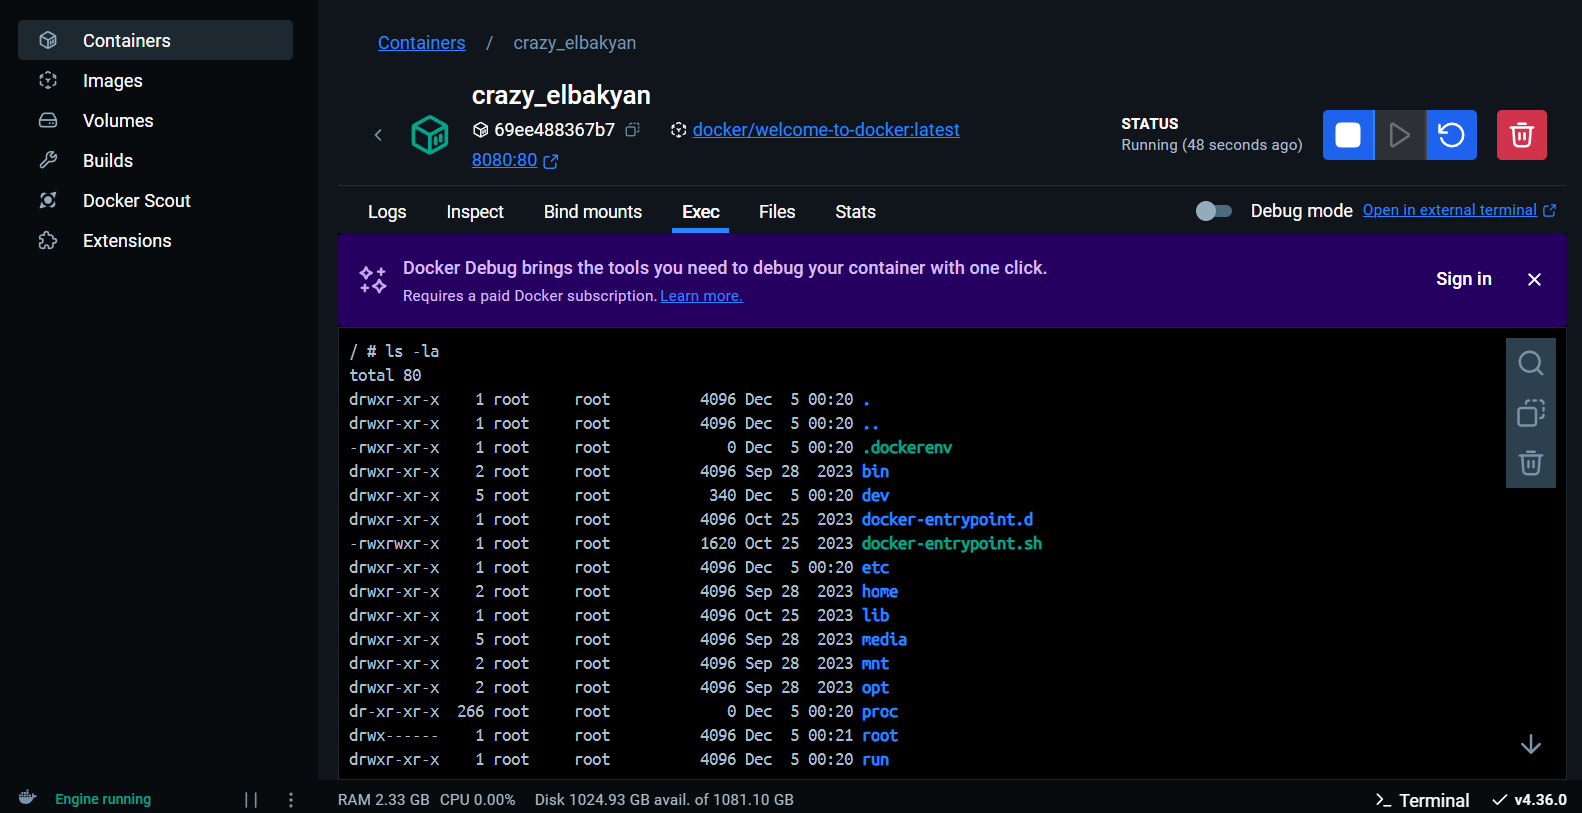 Containers
Images
Volumes
Builds
Docker Scout
Extensions
Containers / crazy_elbakyan
crazy_elbakyan
69ee488367b7 docker/welcome-to-docker:latest
8080:80
STATUS
Running (48 seconds ago)
Logs Inspect Bind mounts Exec Files Stats Debug mode Open in external terminal
Docker Debug brings the tools you need to debug your container with one click.
Requires a paid Docker subscription. Learn more.
Sign in
/ # ls -la
total 80
drwxr-xr-x    1 root     root          4096 Dec  5 00:20 .
drwxr-xr-x    1 root     root          4096 Dec  5 00:20 ..
-rwxr-xr-x    1 root     root             0 Dec  5 00:20 .dockerenv
drwxr-xr-x    2 root     root          4096 Sep 28  2023 bin
drwxr-xr-x    5 root     root           340 Dec  5 00:20 dev
drwxr-xr-x    1 root     root          4096 Oct 25  2023 docker-entrypoint.d
-rwxrwxr-x    1 root     root          1620 Oct 25  2023 docker-entrypoint.sh
drwxr-xr-x    1 root     root          4096 Dec  5 00:20 etc
drwxr-xr-x    2 root     root          4096 Sep 28  2023 home
drwxr-xr-x    1 root     root          4096 Oct 25  2023 lib
drwxr-xr-x    5 root     root          4096 Sep 28  2023 media
drwxr-xr-x    2 root     root          4096 Sep 28  2023 mnt
drwxr-xr-x    2 root     root          4096 Sep 28  2023 opt
dr-xr-xr-x  266 root     root             0 Dec  5 00:20 proc
drwx------    1 root     root          4096 Dec  5 00:21 root
drwxr-xr-x    1 root     root          4096 Dec  5 00:20 run
Engine running RAM 2.33 GB CPU 0.00% Disk 1024.93 GB avail. of 1081.10 GB Terminal v4.36.0